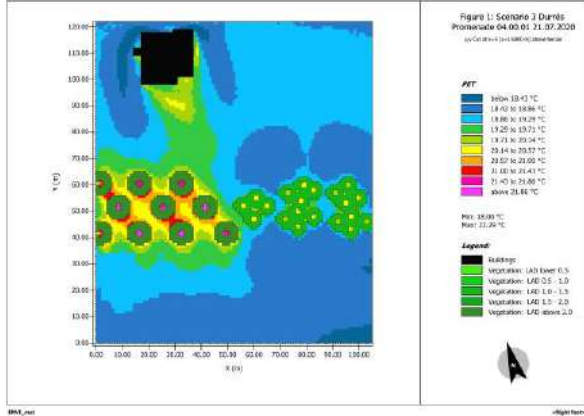 Figure 1: Scenario 3 Durrës
Promenade 04.00.01 21.07.2020
PET
below 18.43 °C
18.43 to 18.86 °C
18.86 to 19.29 °C
19.29 to 19.71 °C
19.71 to 20.14 °C
20.14 to 20.57 °C
20.57 to 21.00 °C
21.00 to 21.43 °C
21.43 to 21.86 °C
above 21.86 °C
Min: 18.00 °C
Max: 22.29 °C
Legend:
Buildings
Vegetation: LAD lower 0.5
Vegetation: LAD 0.5 - 1.0
Vegetation: LAD 1.0 - 1.5
Vegetation: LAD 1.5 - 2.0
Vegetation: LAD above 2.0
N
120.00
110.00
100.00
90.00
80.00
70.00
60.00
50.00
40.00
30.00
20.00
10.00
0.00
Y (m)
0.00 10.00 20.00 30.00 40.00 50.00 60.00 70.00 80.00 90.00 100.00
X (m)